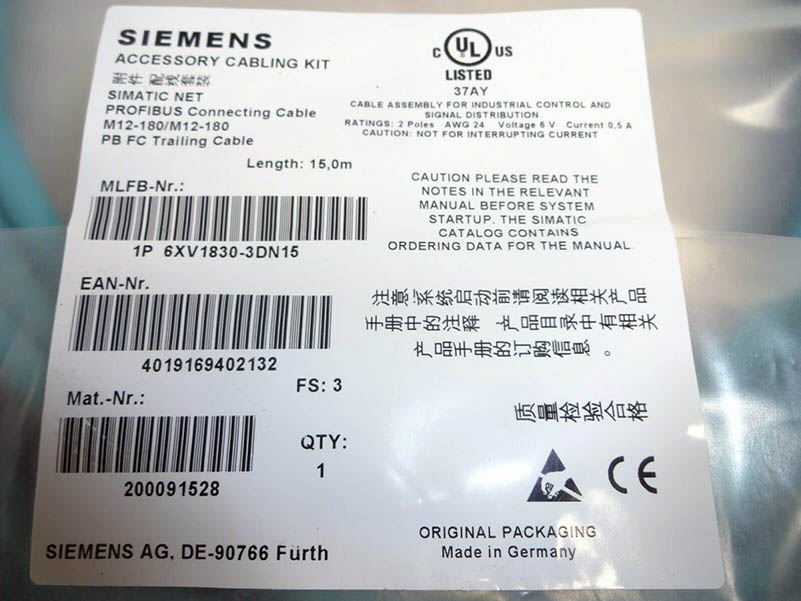 SIEMENS
ACCESSORY CABLING KIT
附件 配线套装
SIMATIC NET
PROFIBUS Connecting Cable
M12-180/M12-180
PB FC Trailing Cable
Length: 15,0m
C UL US
LISTED
37AY
CABLE ASSEMBLY FOR INDUSTRIAL CONTROL AND
SIGNAL DISTRIBUTION
RATINGS: 2 Poles AWG 24 Voltage 6 V Current 0,5 A
CAUTION: NOT FOR INTERRUPTING CURRENT
MLFB-Nr.:
1P 6XV1830-3DN15
CAUTION PLEASE READ THE
NOTES IN THE RELEVANT
MANUAL BEFORE SYSTEM
STARTUP. THE SIMATIC
CATALOG CONTAINS
ORDERING DATA FOR THE MANUAL.
EAN-Nr.
4019169402132
注意系统启动前请阅读相关产品
手册中的注释 产品目录中有相关
产品手册的订购信息。
FS: 3
Mat.-Nr.:
200091528
QTY:
1
质量检验合格
CE
SIEMENS AG, DE-90766 Fürth
ORIGINAL PACKAGING
Made in Germany